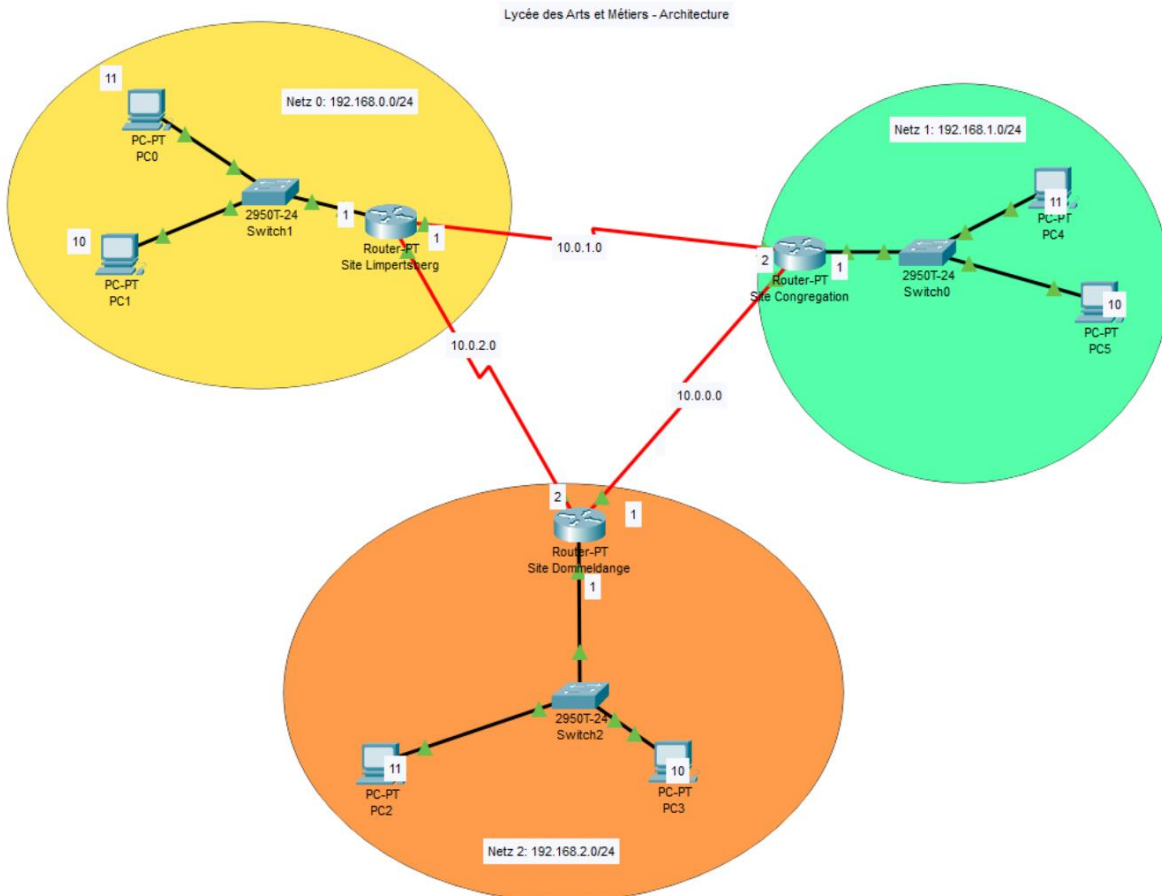 Lycée des Arts et Métiers - Architecture
11
Netz 0: 192.168.0.0/24
PC-PT
PC0
2950T-24
Switch1
1
1
Router-PT
Site Limpertsberg
10
PC-PT
PC1
10.0.1.0
10.0.2.0
10.0.0.0
Netz 1: 192.168.1.0/24
11
PC-PT
PC4
2
1
Router-PT
Site Congregation
2950T-24
Switch0
10
PC-PT
PC5
2
1
Router-PT
Site Dommeldange
1
2950T-24
Switch2
11
PC-PT
PC2
10
PC-PT
PC3
Netz 2: 192.168.2.0/24